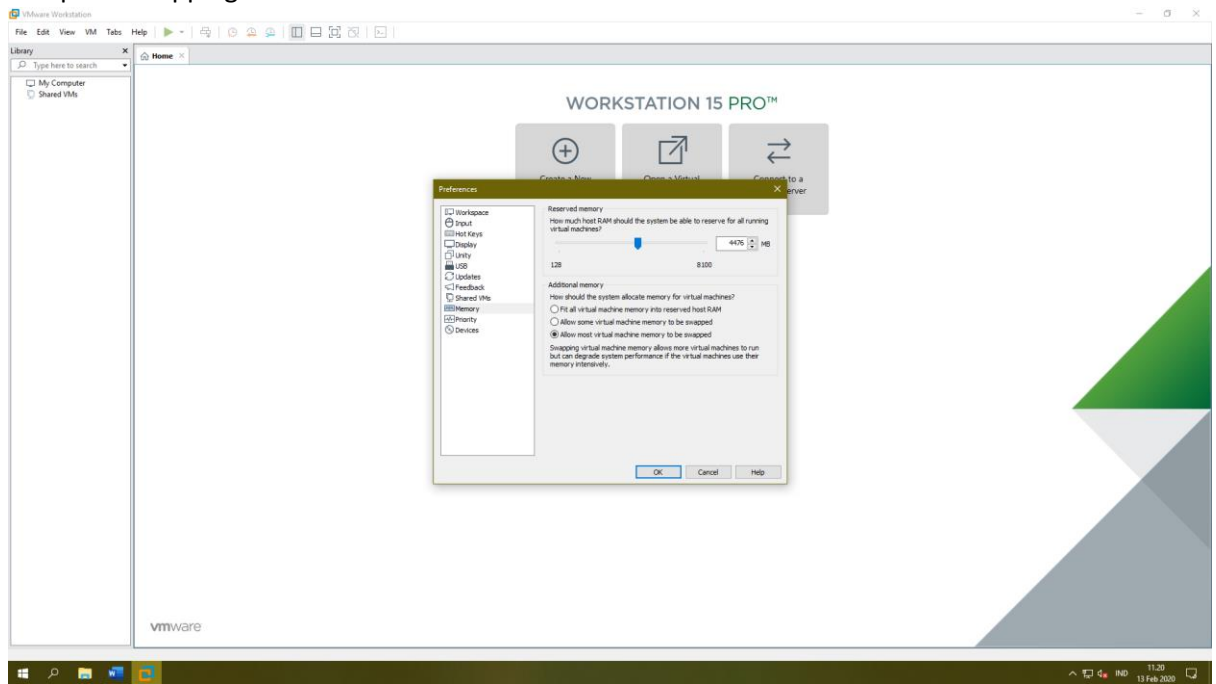 VMware Workstation
File Edit View VM Tabs Help
Library
Type here to search
My Computer
Shared VMs
Home
WORKSTATION 15 PRO™
Preferences
Workspace
Input
Hot Keys
Display
Unity
USB
Updates
Feedback
Shared VMs
Memory
Priority
Devices
Reserved memory
How much host RAM should the system be able to reserve for all running
virtual machines?
4476 MB
128 8100
Additional memory
How should the system allocate memory for virtual machines?
Fit all virtual machine memory into reserved host RAM
Allow some virtual machine memory to be swapped
Allow most virtual machine memory to be swapped
Swapping virtual machine memory allows more virtual machines to run
but can degrade system performance if the virtual machines use their
memory intensively.
OK Cancel Help
vmware
IND
11.20
13 Feb 2020